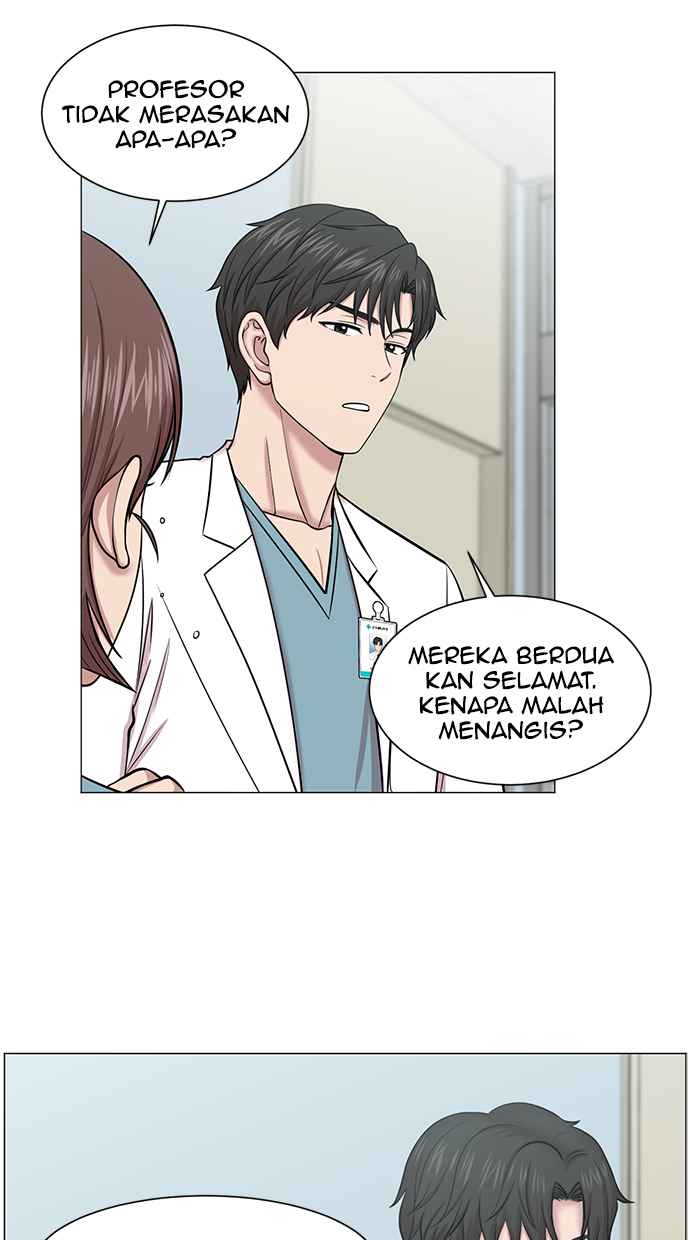 PROFESOR
TIDAK MERASAKAN
APA-APA?
MEREKA BERDUA
KAN SELAMAT.
KENAPA MALAH
MENANGIS?